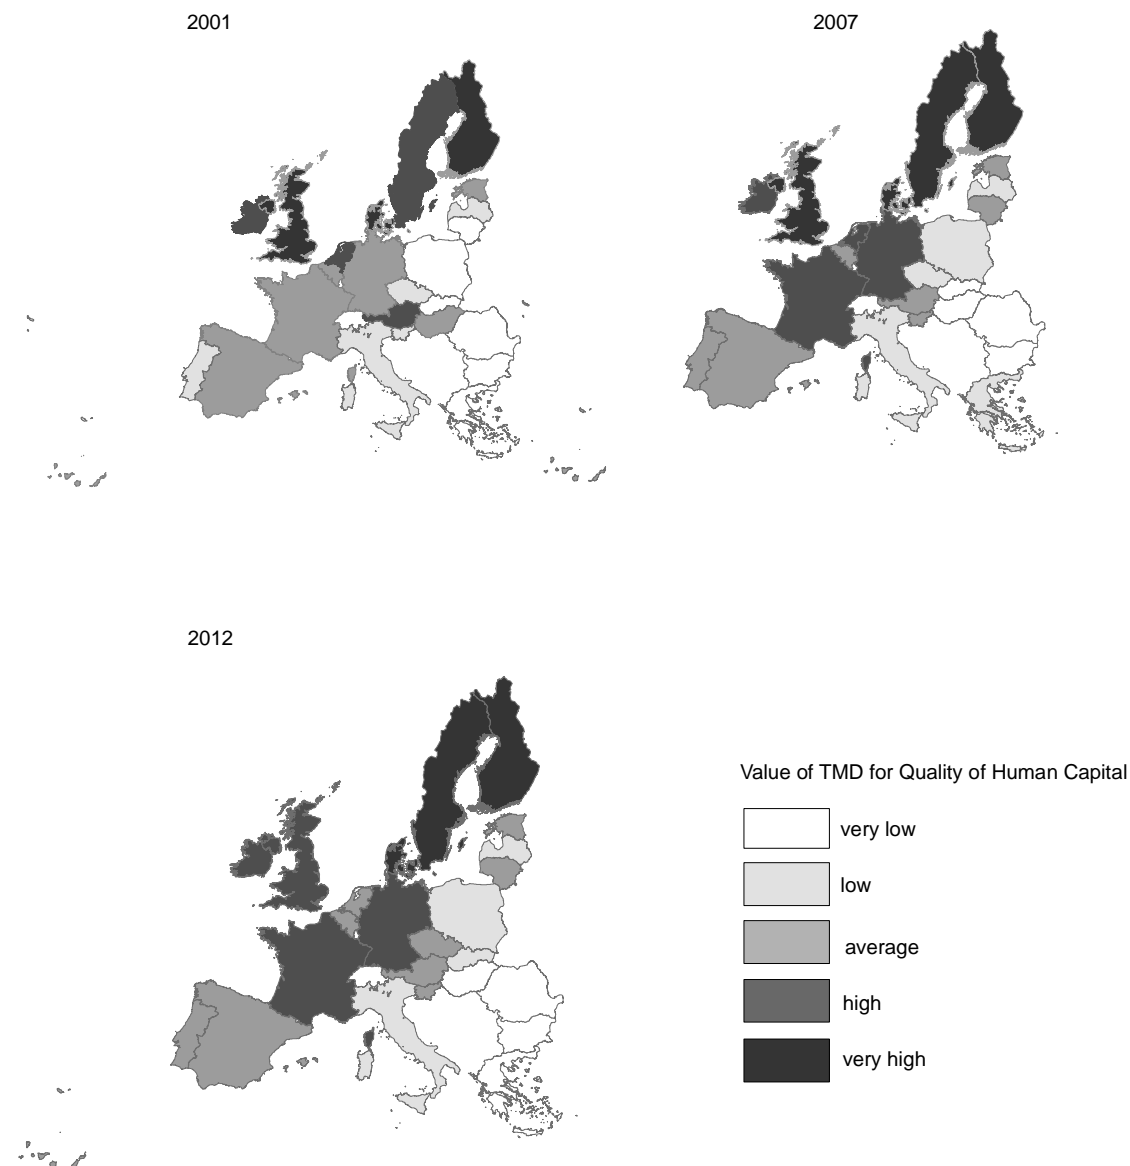 2001
2007
2012
Value of TMD for Quality of Human Capital
very low
low
average
high
very high